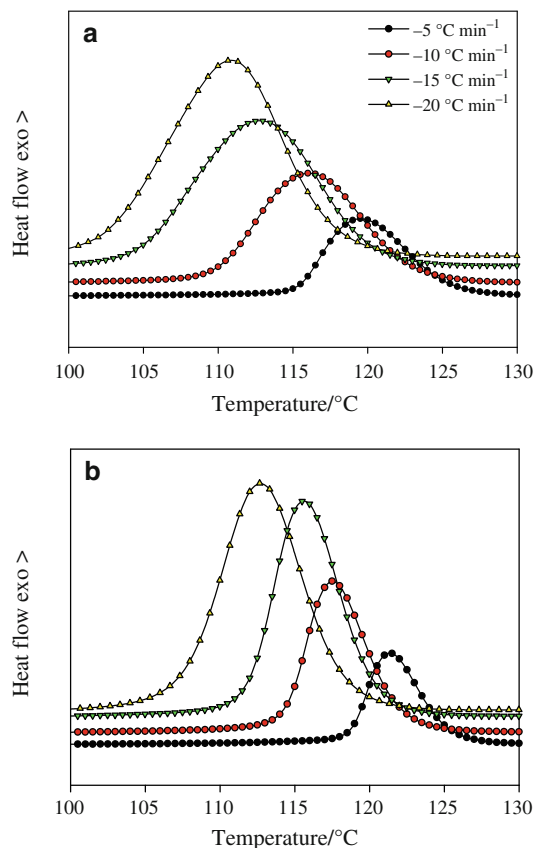 a
–5 °C min⁻¹
–10 °C min⁻¹
–15 °C min⁻¹
–20 °C min⁻¹
Heat flow exo >
100 105 110 115 120 125 130
Temperature/°C
b
Heat flow exo >
100 105 110 115 120 125 130
Temperature/°C